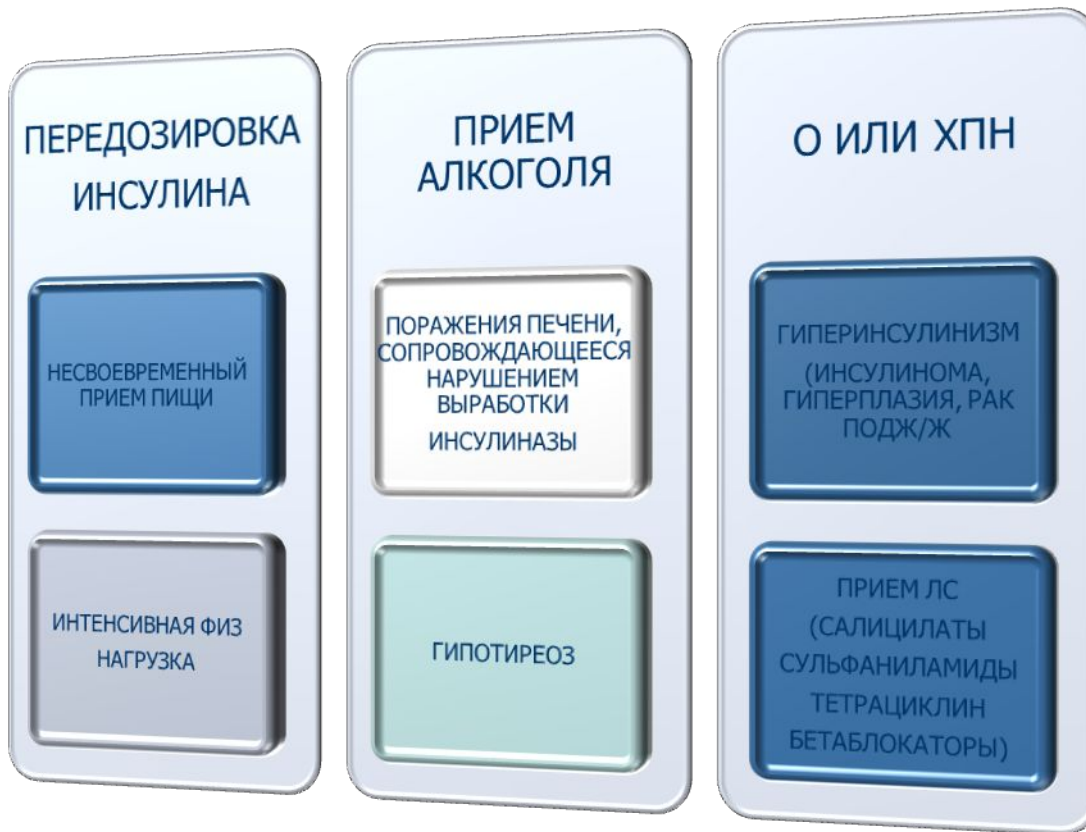 ПЕРЕДОЗИРОВКА
ИНСУЛИНА
НЕСВОЕВРЕМЕННЫЙ
ПРИЕМ ПИЩИ
ИНТЕНСИВНАЯ ФИЗ
НАГРУЗКА
ПРИЕМ
АЛКОГОЛЯ
ПОРАЖЕНИЯ ПЕЧЕНИ,
СОПРОВОЖДАЮЩЕЕСЯ
НАРУШЕНИЕМ
ВЫРАБОТКИ
ИНСУЛИНАЗЫ
ГИПОТИРЕОЗ
О ИЛИ ХПН
ГИПЕРИНСУЛИНИЗМ
(ИНСУЛИНОМА,
ГИПЕРПЛАЗИЯ, РАК
ПОДЖ/Ж
ПРИЕМ ЛС
(САЛИЦИЛАТЫ
СУЛЬФАНИЛАМИДЫ
ТЕТРАЦИКЛИН
БЕТАБЛОКАТОРЫ)